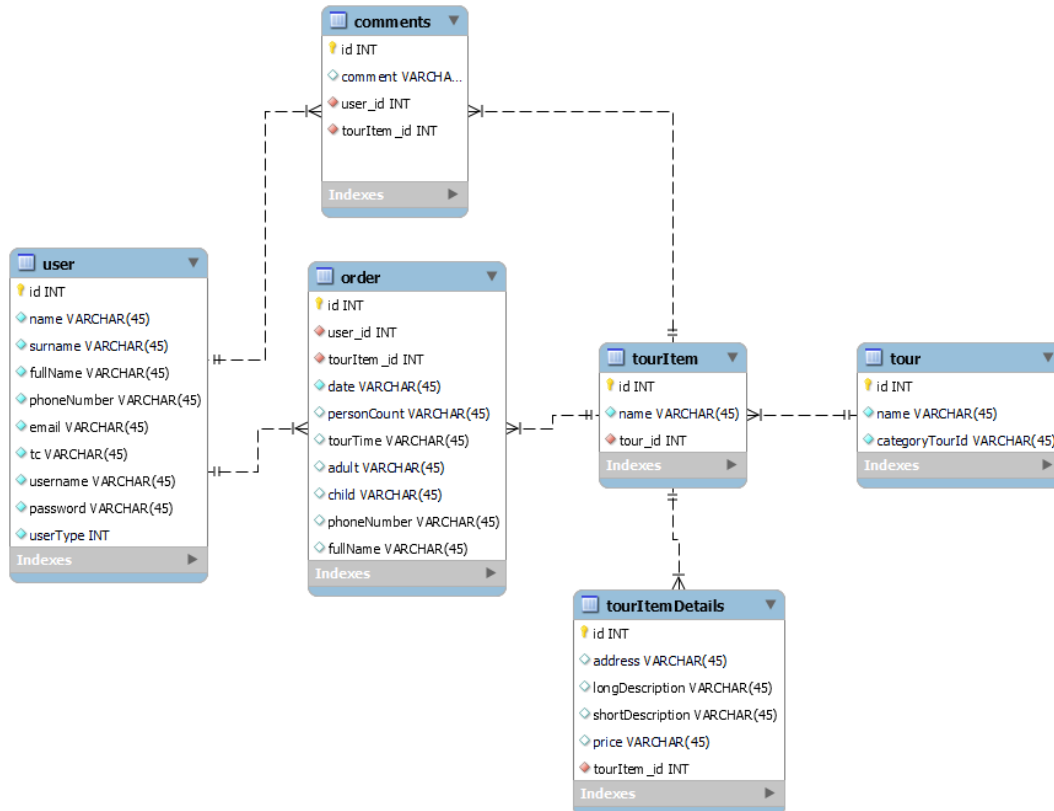 comments
id INT
comment VARCHA...
user_id INT
tourItem_id INT
Indexes
user
id INT
name VARCHAR(45)
surname VARCHAR(45)
fullName VARCHAR(45)
phoneNumber VARCHAR(45)
email VARCHAR(45)
tc VARCHAR(45)
username VARCHAR(45)
password VARCHAR(45)
userType INT
Indexes
order
id INT
user_id INT
tourItem_id INT
date VARCHAR(45)
personCount VARCHAR(45)
tourTime VARCHAR(45)
adult VARCHAR(45)
child VARCHAR(45)
phoneNumber VARCHAR(45)
fullName VARCHAR(45)
Indexes
tourItem
id INT
name VARCHAR(45)
tour_id INT
Indexes
tour
id INT
name VARCHAR(45)
categoryTourId VARCHAR(45)
Indexes
tourItemDetails
id INT
address VARCHAR(45)
longDescription VARCHAR(45)
shortDescription VARCHAR(45)
price VARCHAR(45)
tourItem_id INT
Indexes